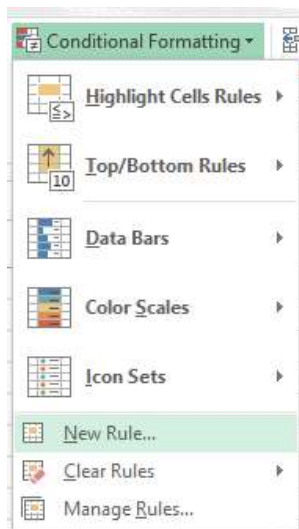 Conditional Formatting
Highlight Cells Rules
≤>
Top/Bottom Rules
10
Data Bars
Color Scales
Icon Sets
New Rule...
Clear Rules
Manage Rules...